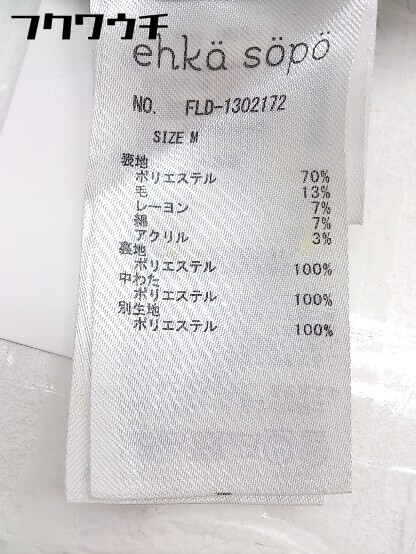 フクワウチ
ehkä söpö
NO. FLD-1302172
SIZE M
表地
ポリエステル 70%
毛 13%
レーヨン 7%
綿 7%
アクリル 3%
裏地
ポリエステル 100%
中わた
ポリエステル 100%
別生地
ポリエステル 100%